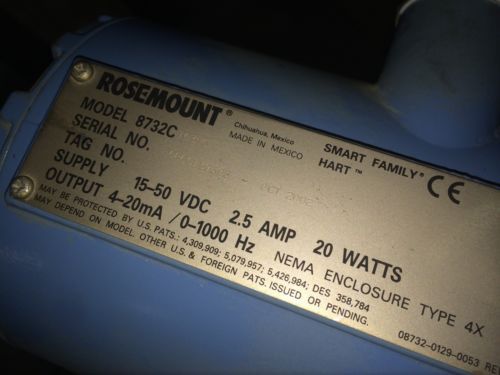 ROSEMOUNT®
Chihuahua, Mexico
MADE IN MEXICO
SMART FAMILY®
HART™
CE
MODEL 8732C
SERIAL NO.
TAG NO.
SUPPLY 15-50 VDC 2.5 AMP 20 WATTS
OUTPUT 4-20mA / 0-1000 Hz NEMA ENCLOSURE TYPE 4X
MAY BE PROTECTED BY U.S. PATS.: 4,309,909; 5,079,957; 5,426,984; DES 358,784
MAY DEPEND ON MODEL. OTHER U.S. & FOREIGN PATS. ISSUED OR PENDING.
08732-0129-0053 RE